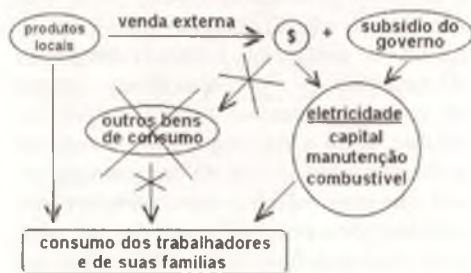 produtos
locais
venda externa
$ + subsídio do
governo
outros bens
de consumo
eletricidade
capital
manutenção
combustível
consumo dos trabalhadores
e de suas famílias